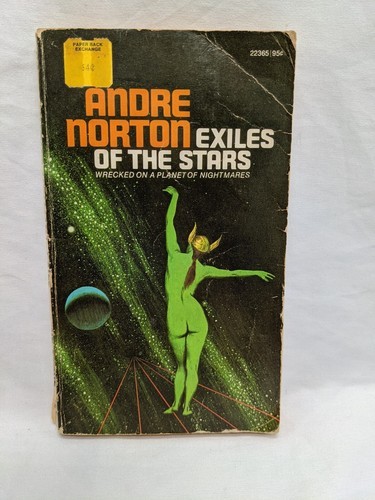 PAPER BACK
EXCHANGE
22365 95¢
ANDRE
NORTON EXILES
OF THE STARS
WRECKED ON A PLANET OF NIGHTMARES